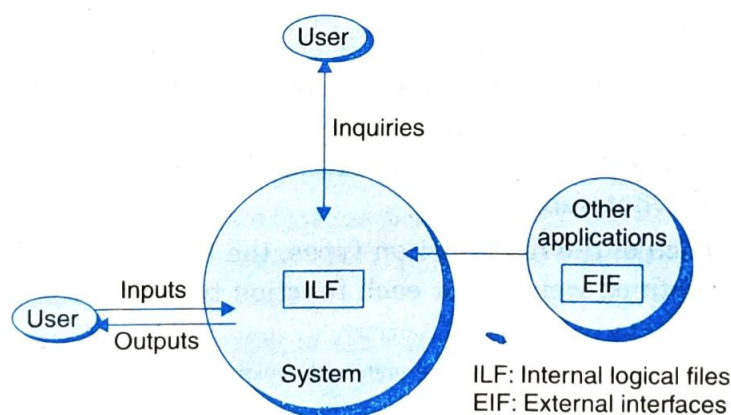 User
Inquiries
Other
applications
EIF
ILF
Inputs
User
Outputs
System
ILF: Internal logical files
EIF: External interfaces